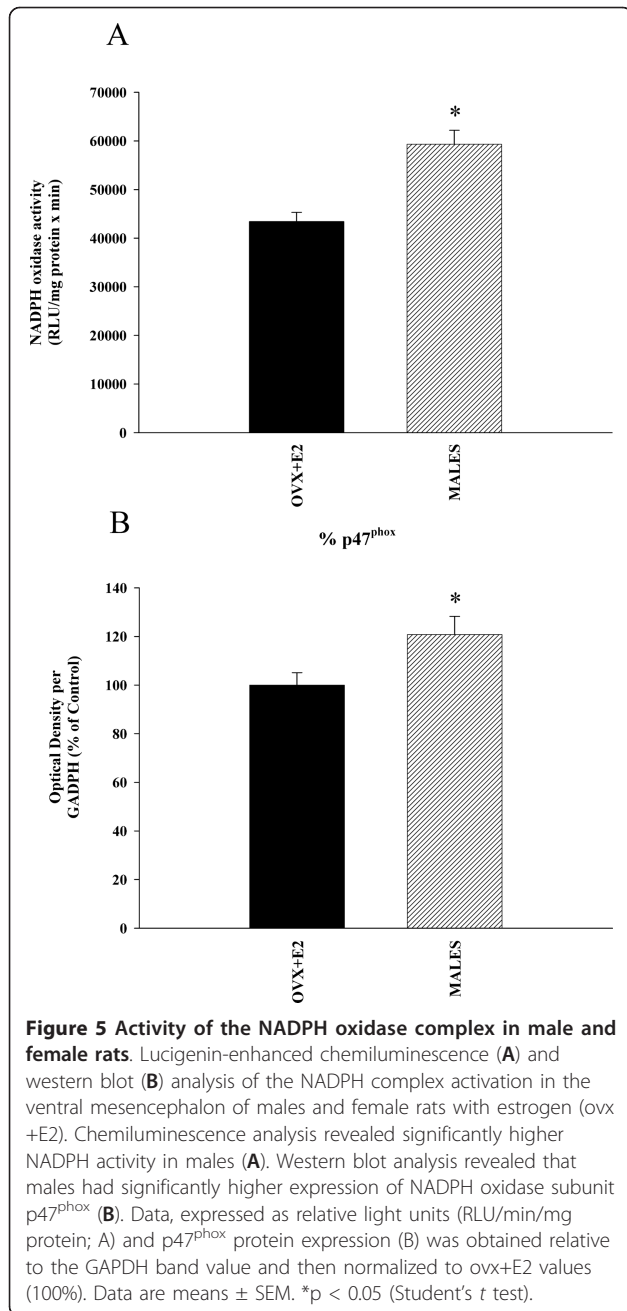 A
70000
60000
50000
40000
30000
20000
10000
0
NADPH oxidase activity
(RLU/mg protein x min)
*
OVX+E2
MALES
B
% p47phox
140
120
100
80
60
40
20
0
Optical Density per
GADPH (% of Control)
*
OVX+E2
MALES
Figure 5 Activity of the NADPH oxidase complex in male and
female rats. Lucigenin-enhanced chemiluminescence (A) and
western blot (B) analysis of the NADPH complex activation in the
ventral mesencephalon of males and female rats with estrogen (ovx
+E2). Chemiluminescence analysis revealed significantly higher
NADPH activity in males (A). Western blot analysis revealed that
males had significantly higher expression of NADPH oxidase subunit
p47phox (B). Data, expressed as relative light units (RLU/min/mg
protein; A) and p47phox protein expression (B) was obtained relative
to the GAPDH band value and then normalized to ovx+E2 values
(100%). Data are means ± SEM. *p < 0.05 (Student's t test).